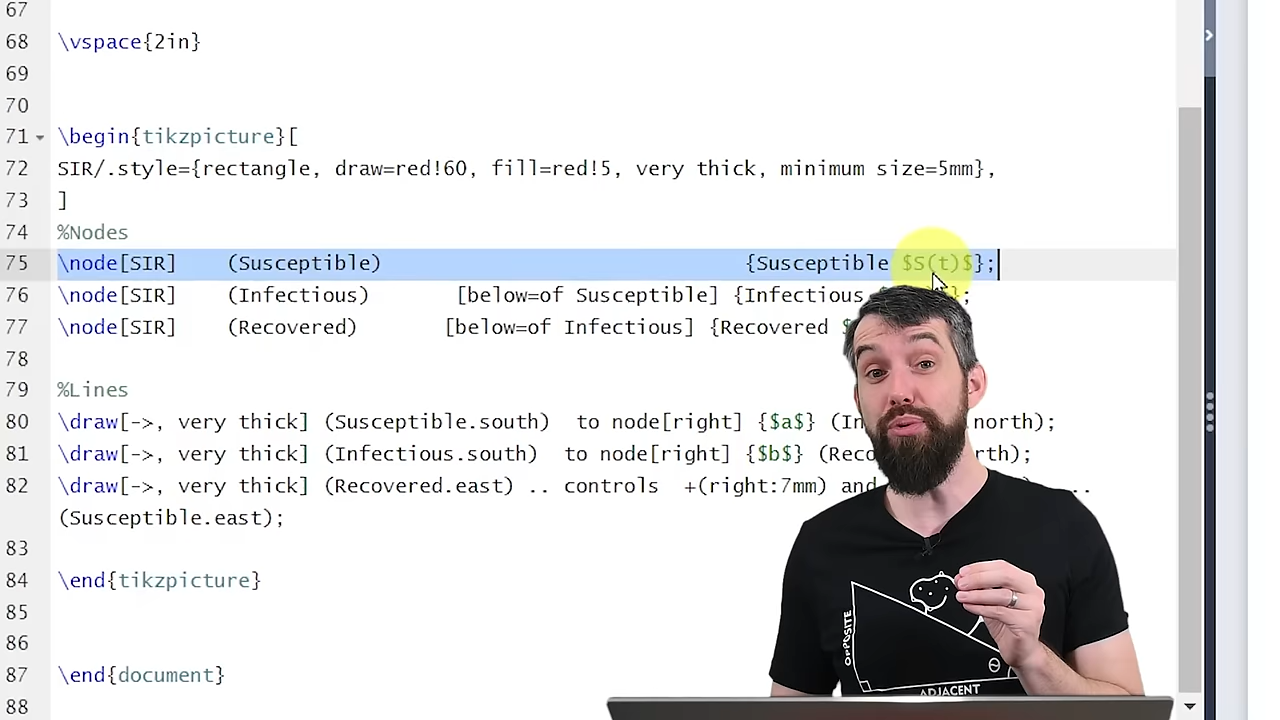 67
68 \vspace{2in}
69
70
71 \begin{tikzpicture}[
72 SIR/.style={rectangle, draw=red!60, fill=red!5, very thick, minimum size=5mm},
73 ]
74 %Nodes
75 \node[SIR] (Susceptible) {Susceptible $S(t)$};
76 \node[SIR] (Infectious) [below=of Susceptible] {Infectious };
77 \node[SIR] (Recovered) [below=of Infectious] {Recovered $
78
79 %Lines
80 \draw[->, very thick] (Susceptible.south) to node[right] {$a$} (In north);
81 \draw[->, very thick] (Infectious.south) to node[right] {$b$} (Reco rth);
82 \draw[->, very thick] (Recovered.east) .. controls +(right:7mm) and ..
(Susceptible.east);
83
84 \end{tikzpicture}
85
86
87 \end{document}
88
OPPOSITE
ADJACENT
Θ